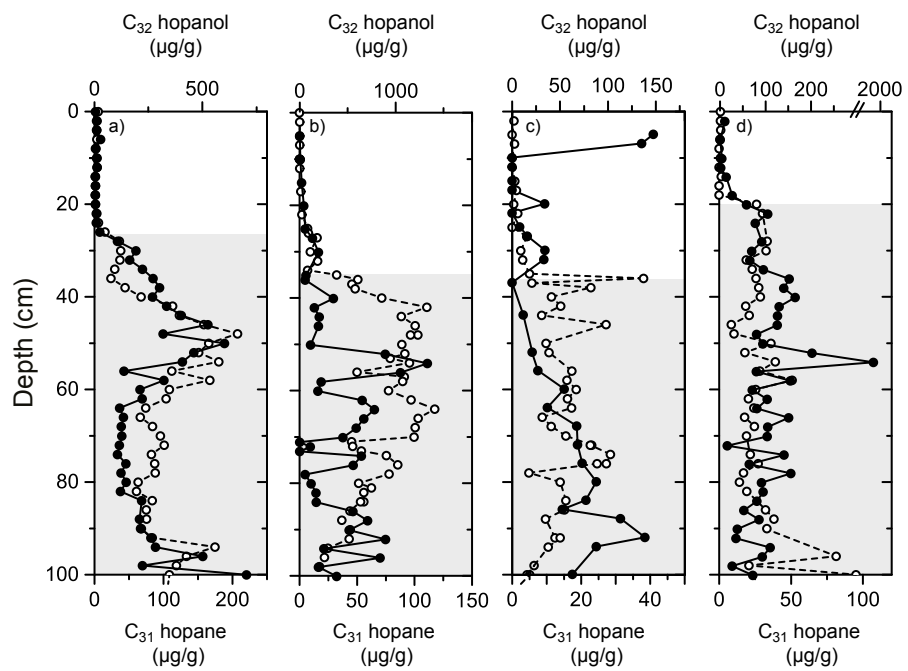 C32 hopanol C32 hopanol C32 hopanol C32 hopanol
(µg/g) (µg/g) (µg/g) (µg/g)
0 500 0 1000 0 50 100 150 0 100 200 2000
a) b) c) d)
0
20
40
60
80
100
Depth (cm)
0 100 200 0 50 100 150 0 20 40 0 50 100
C31 hopane C31 hopane C31 hopane C31 hopane
(µg/g) (µg/g) (µg/g) (µg/g)